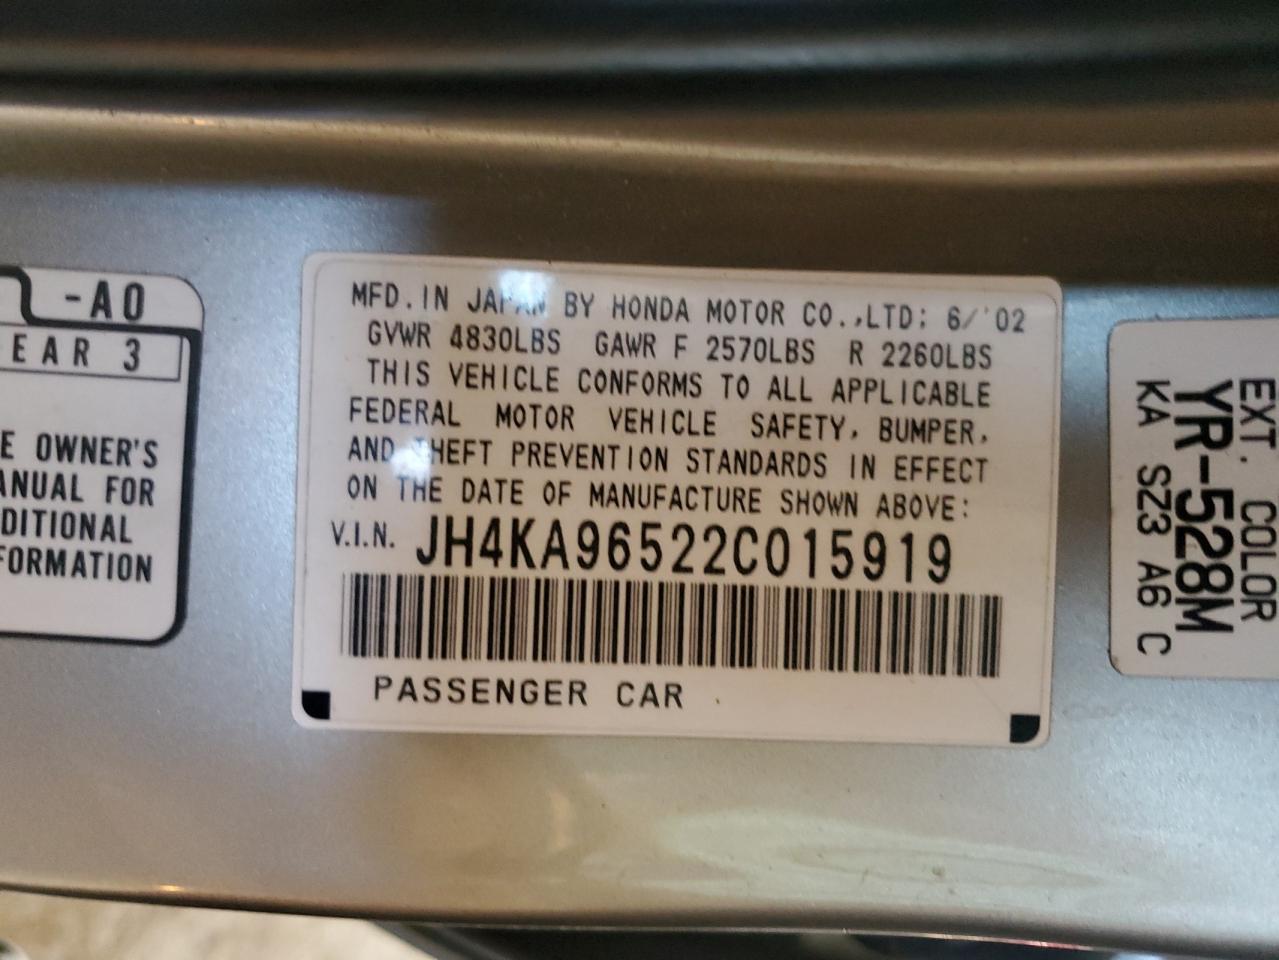 -A0
EAR 3
E OWNER'S
ANUAL FOR
DITIONAL
FORMATION
MFD. IN JAPAN BY HONDA MOTOR CO.,LTD: 6/'02
GVWR 4830LBS GAWR F 2570LBS R 2260LBS
THIS VEHICLE CONFORMS TO ALL APPLICABLE
FEDERAL MOTOR VEHICLE SAFETY, BUMPER,
AND THEFT PREVENTION STANDARDS IN EFFECT
ON THE DATE OF MANUFACTURE SHOWN ABOVE:
V.I.N. JH4KA96522C015919
PASSENGER CAR
EXT. COLOR
YR-528M
KA SZ3 A6 C